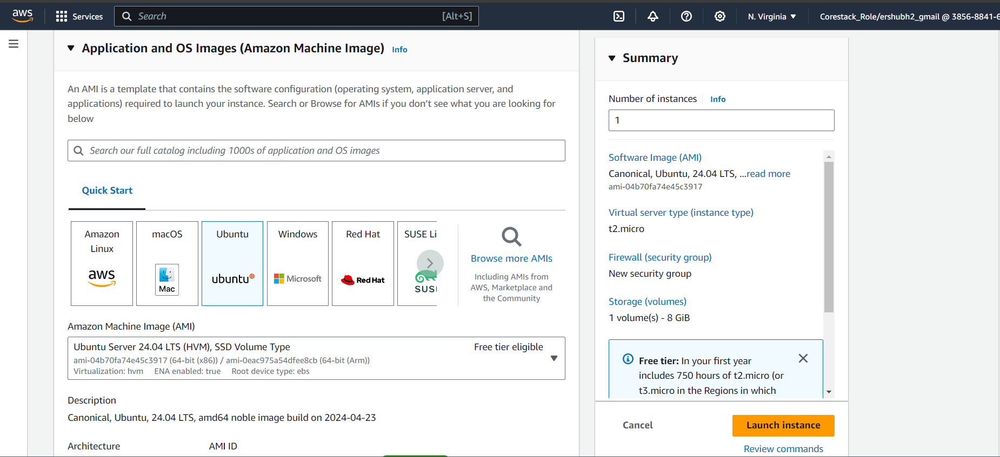 aws
Services
Search
[Alt+S]
N. Virginia
Corestack_Role/ershubh2_gmail @ 3856-8841-6
Application and OS Images (Amazon Machine Image) Info
An AMI is a template that contains the software configuration (operating system, application server, and
applications) required to launch your instance. Search or Browse for AMIs if you don’t see what you are looking for
below
Search our full catalog including 1000s of application and OS images
Quick Start
Amazon
Linux
aws
macOS
Mac
Ubuntu
ubuntu
Windows
Microsoft
Red Hat
Red Hat
SUSE Li
SUS
Browse more AMIs
Including AMIs from
AWS, Marketplace and
the Community
Amazon Machine Image (AMI)
Ubuntu Server 24.04 LTS (HVM), SSD Volume Type
Free tier eligible
ami-04b70fa74e45c3917 (64-bit (x86)) / ami-0eac975a54dfee8cb (64-bit (Arm))
Virtualization: hvm ENA enabled: true Root device type: ebs
Description
Canonical, Ubuntu, 24.04 LTS, amd64 noble image build on 2024-04-23
Architecture
AMI ID
Summary
Number of instances Info
1
Software Image (AMI)
Canonical, Ubuntu, 24.04 LTS, ...read more
ami-04b70fa74e45c3917
Virtual server type (instance type)
t2.micro
Firewall (security group)
New security group
Storage (volumes)
1 volume(s) - 8 GiB
Free tier: In your first year
includes 750 hours of t2.micro (or
t3.micro in the Regions in which
Cancel
Launch instance
Review commands